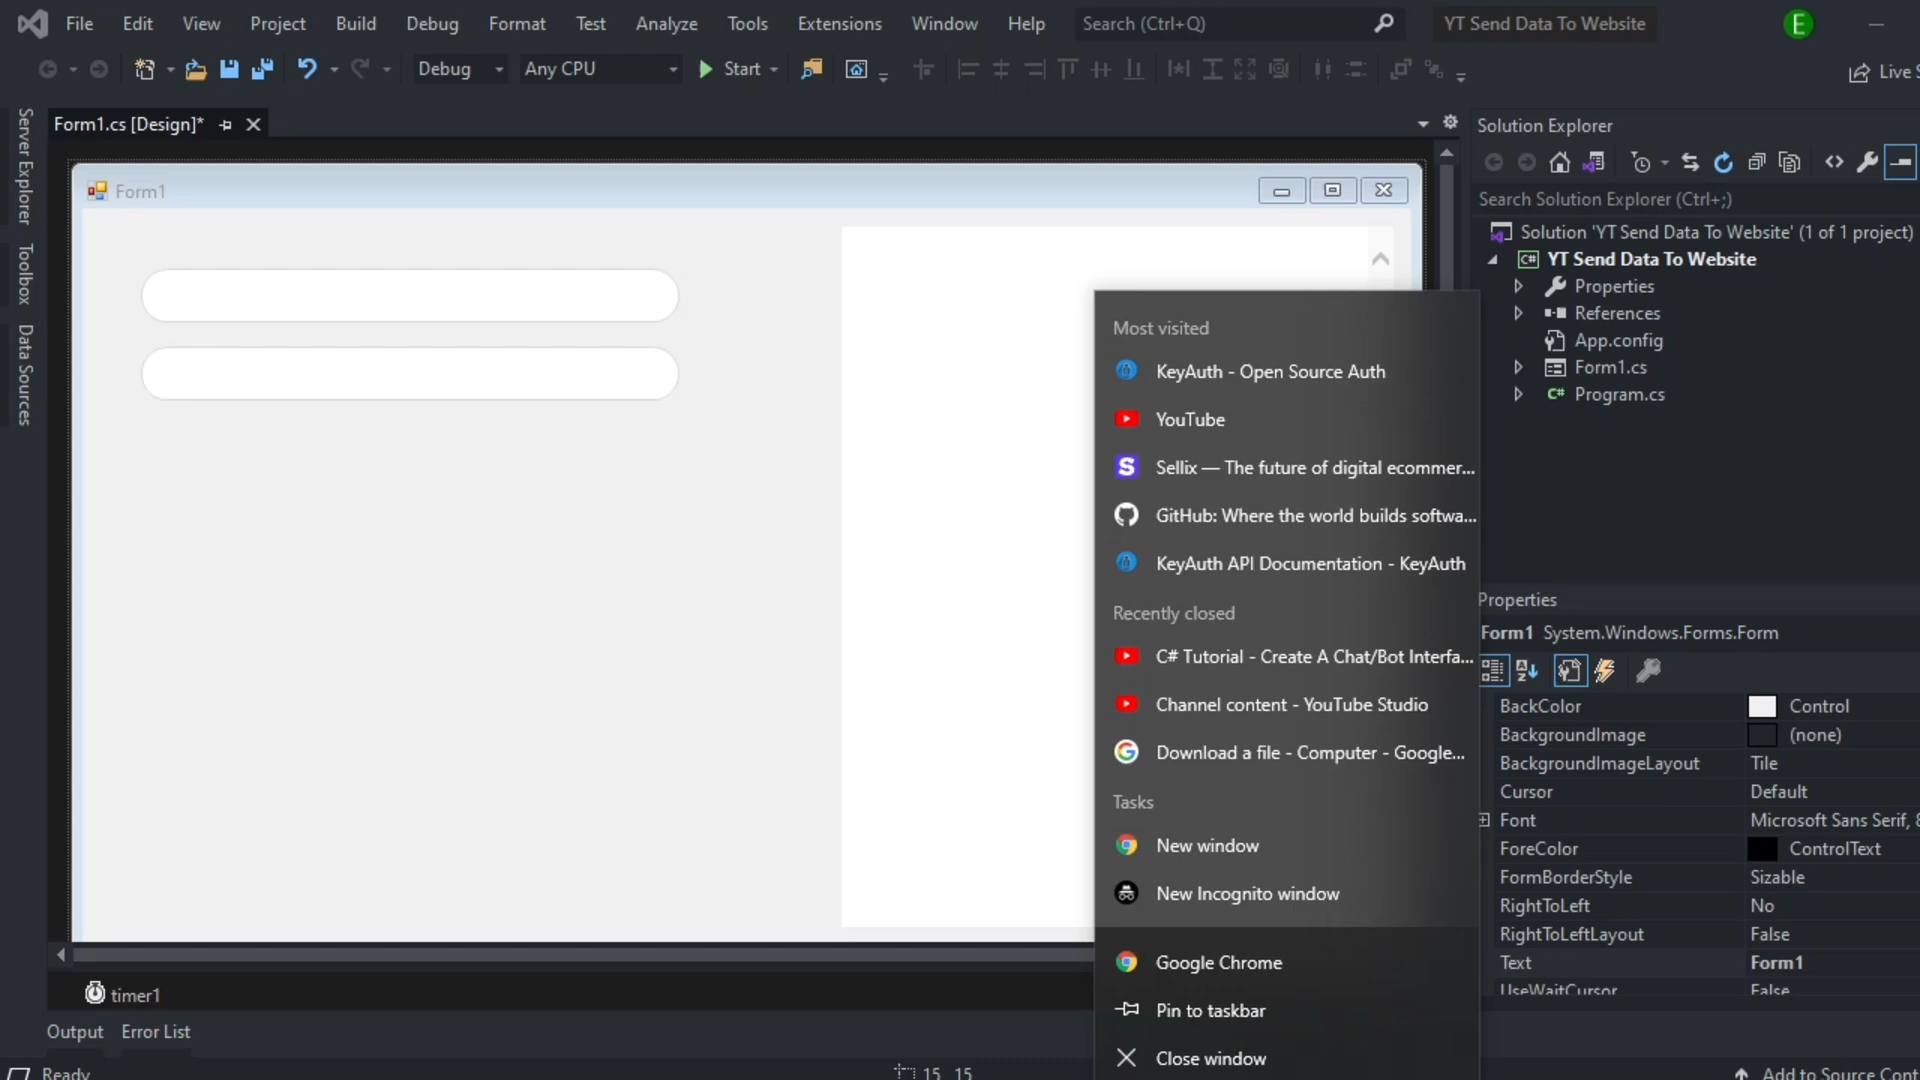 File Edit View Project Build Debug Format Test Analyze Tools Extensions Window Help Search (Ctrl+Q) YT Send Data To Website E
Debug Any CPU Start Live S
Server Explorer
Toolbox
Data Sources
Form1.cs [Design]*
Form1
Most visited
KeyAuth - Open Source Auth
YouTube
Sellix — The future of digital ecommer...
GitHub: Where the world builds softwa...
KeyAuth API Documentation - KeyAuth
Recently closed
C# Tutorial - Create A Chat/Bot Interfa...
Channel content - YouTube Studio
Download a file - Computer - Google...
Tasks
New window
New Incognito window
Google Chrome
Pin to taskbar
Close window
Solution Explorer
Search Solution Explorer (Ctrl+;)
Solution 'YT Send Data To Website' (1 of 1 project)
C# YT Send Data To Website
Properties
References
App.config
Form1.cs
C# Program.cs
Properties
Form1 System.Windows.Forms.Form
BackColor Control
BackgroundImage (none)
BackgroundImageLayout Tile
Cursor Default
Font Microsoft Sans Serif, 8
ForeColor ControlText
FormBorderStyle Sizable
RightToLeft No
RightToLeftLayout False
Text Form1
UseWaitCursor False
timer1
Output Error List
Ready 15 15 Add to Source Cont